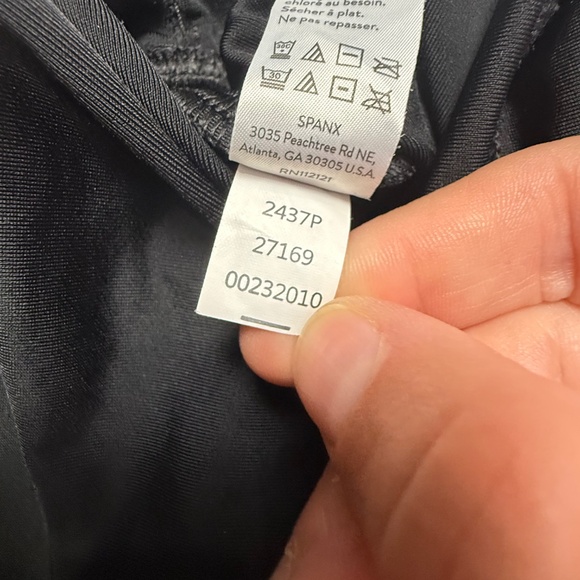 chloré au besoin.
Sécher à plat.
Ne pas repasser.
SPANX
3035 Peachtree Rd NE,
Atlanta, GA 30305 U.S.A.
RN112121
2437P
27169
00232010